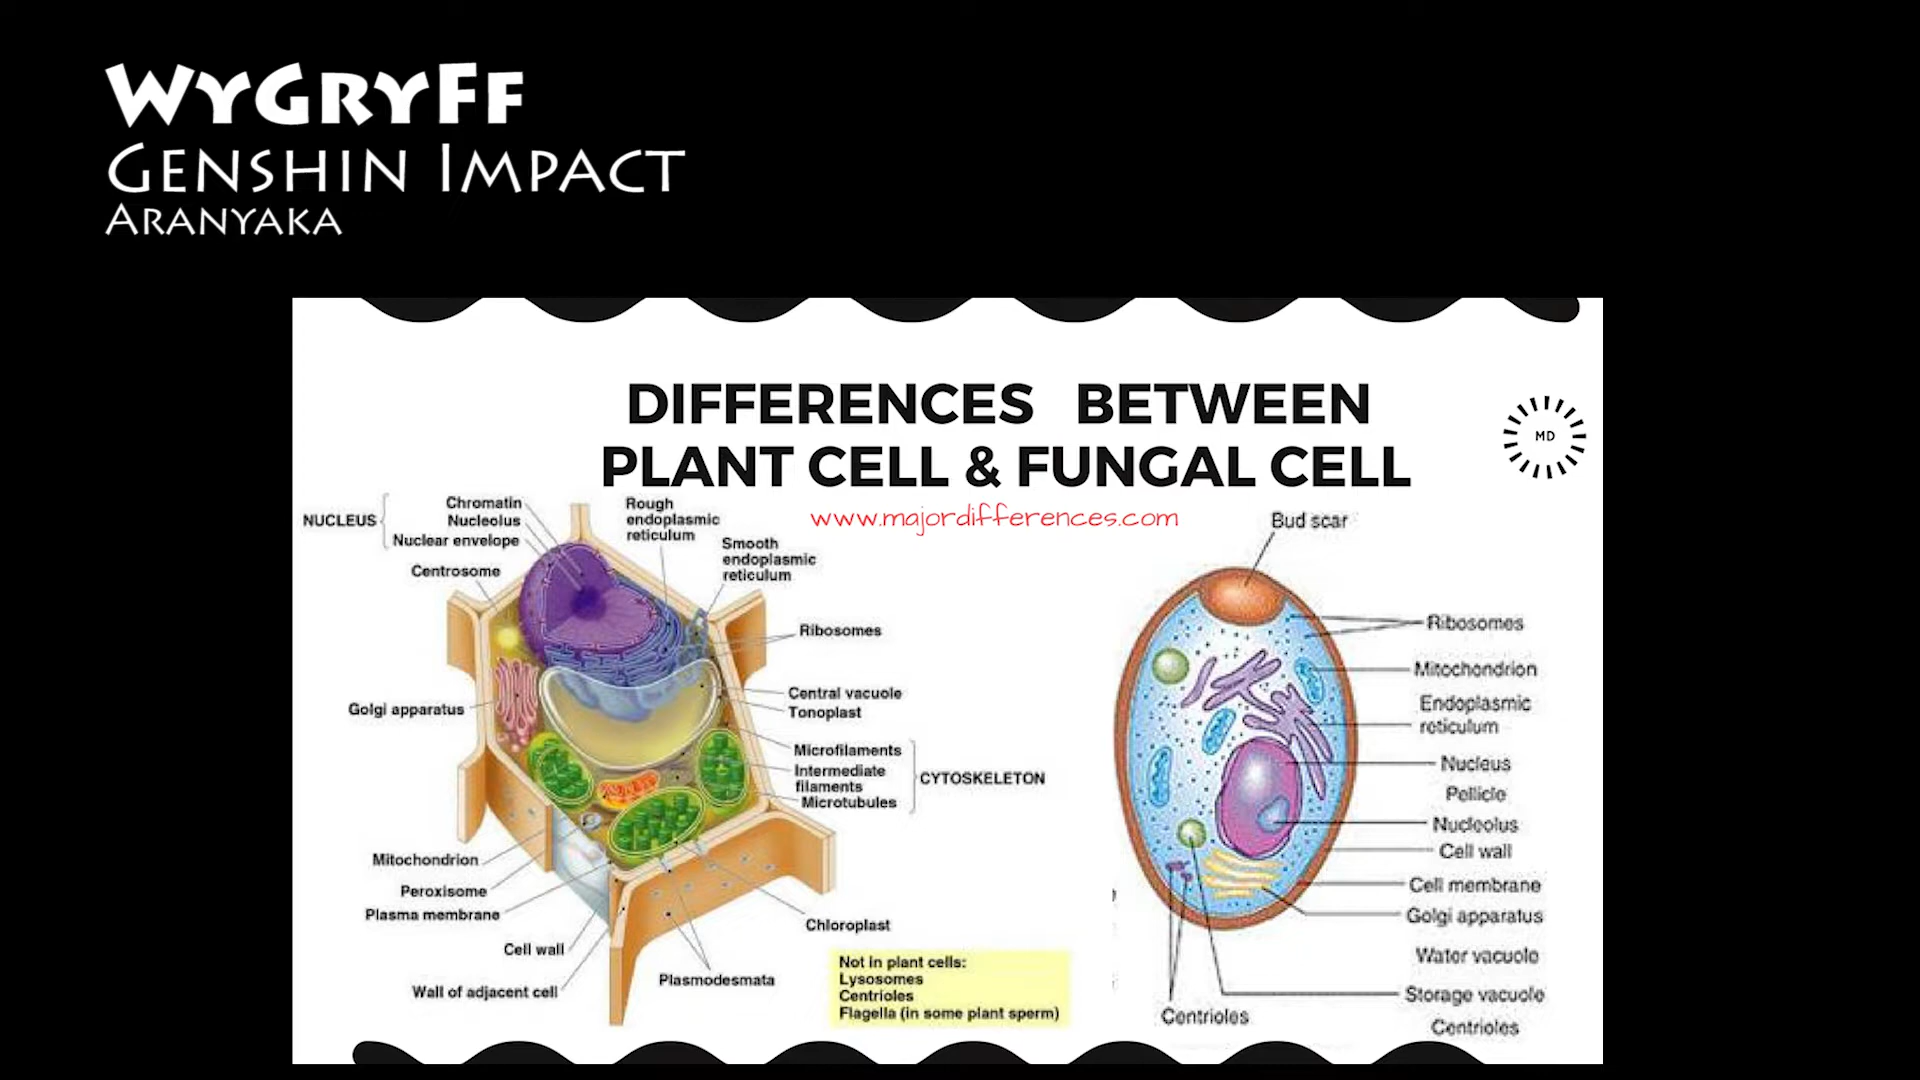 WYGRYFF
GENSHIN IMPACT
ARANYAKA
DIFFERENCES BETWEEN
PLANT CELL & FUNGAL CELL
www.majordifferences.com
MD
NUCLEUS
Chromatin
Nucleolus
Nuclear envelope
Centrosome
Rough
endoplasmic
reticulum
Smooth
endoplasmic
reticulum
Ribosomes
Golgi apparatus
Central vacuole
Tonoplast
Microfilaments
Intermediate
filaments
Microtubules
CYTOSKELETON
Mitochondrion
Peroxisome
Plasma membrane
Cell wall
Wall of adjacent cell
Chloroplast
Plasmodesmata
Not in plant cells:
Lysosomes
Centrioles
Flagella (in some plant sperm)
Bud scar
Ribosomes
Mitochondrion
Endoplasmic
reticulum
Nucleus
Pellicle
Nucleolus
Cell wall
Cell membrane
Golgi apparatus
Water vacuole
Storage vacuole
Centrioles
Centrioles